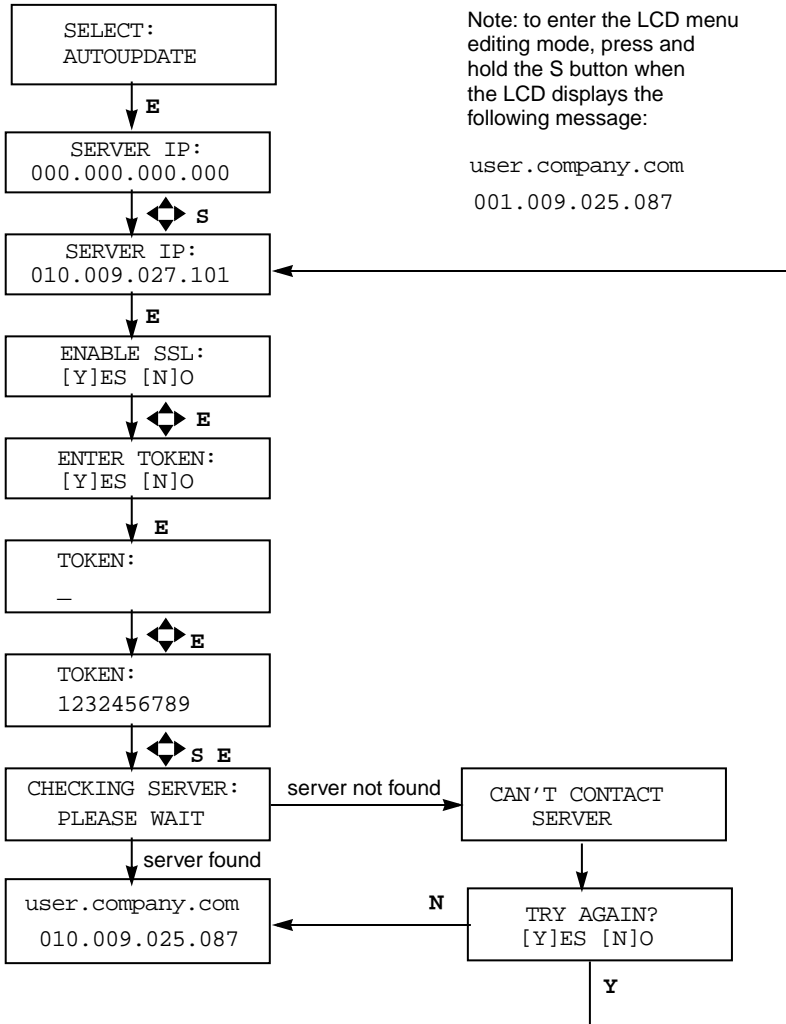 SELECT:
AUTOUPDATE
Note: to enter the LCD menu
editing mode, press and
hold the S button when
the LCD displays the
following message:
user.company.com
001.009.025.087
E
SERVER IP:
000.000.000.000
S
SERVER IP:
010.009.027.101
E
ENABLE SSL:
[Y]ES [N]O
E
ENTER TOKEN:
[Y]ES [N]O
E
TOKEN:
_
E
TOKEN:
1232456789
S E
CHECKING SERVER:
PLEASE WAIT
server not found
CAN'T CONTACT
SERVER
server found
user.company.com
010.009.025.087
N
TRY AGAIN?
[Y]ES [N]O
Y